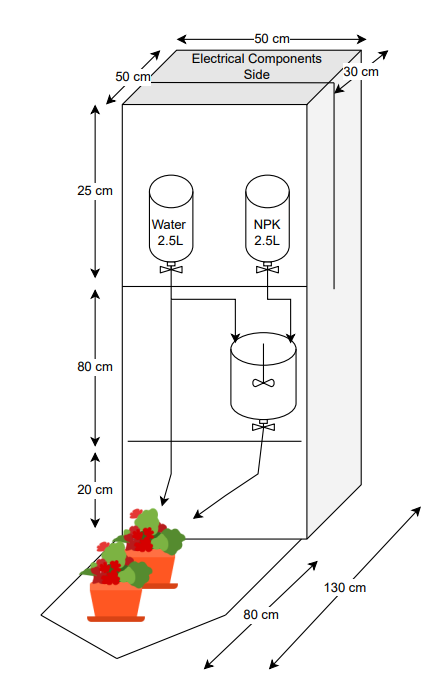 50 cm
Electrical Components
Side
50 cm
30 cm
25 cm
Water
2.5L
NPK
2.5L
80 cm
20 cm
130 cm
80 cm